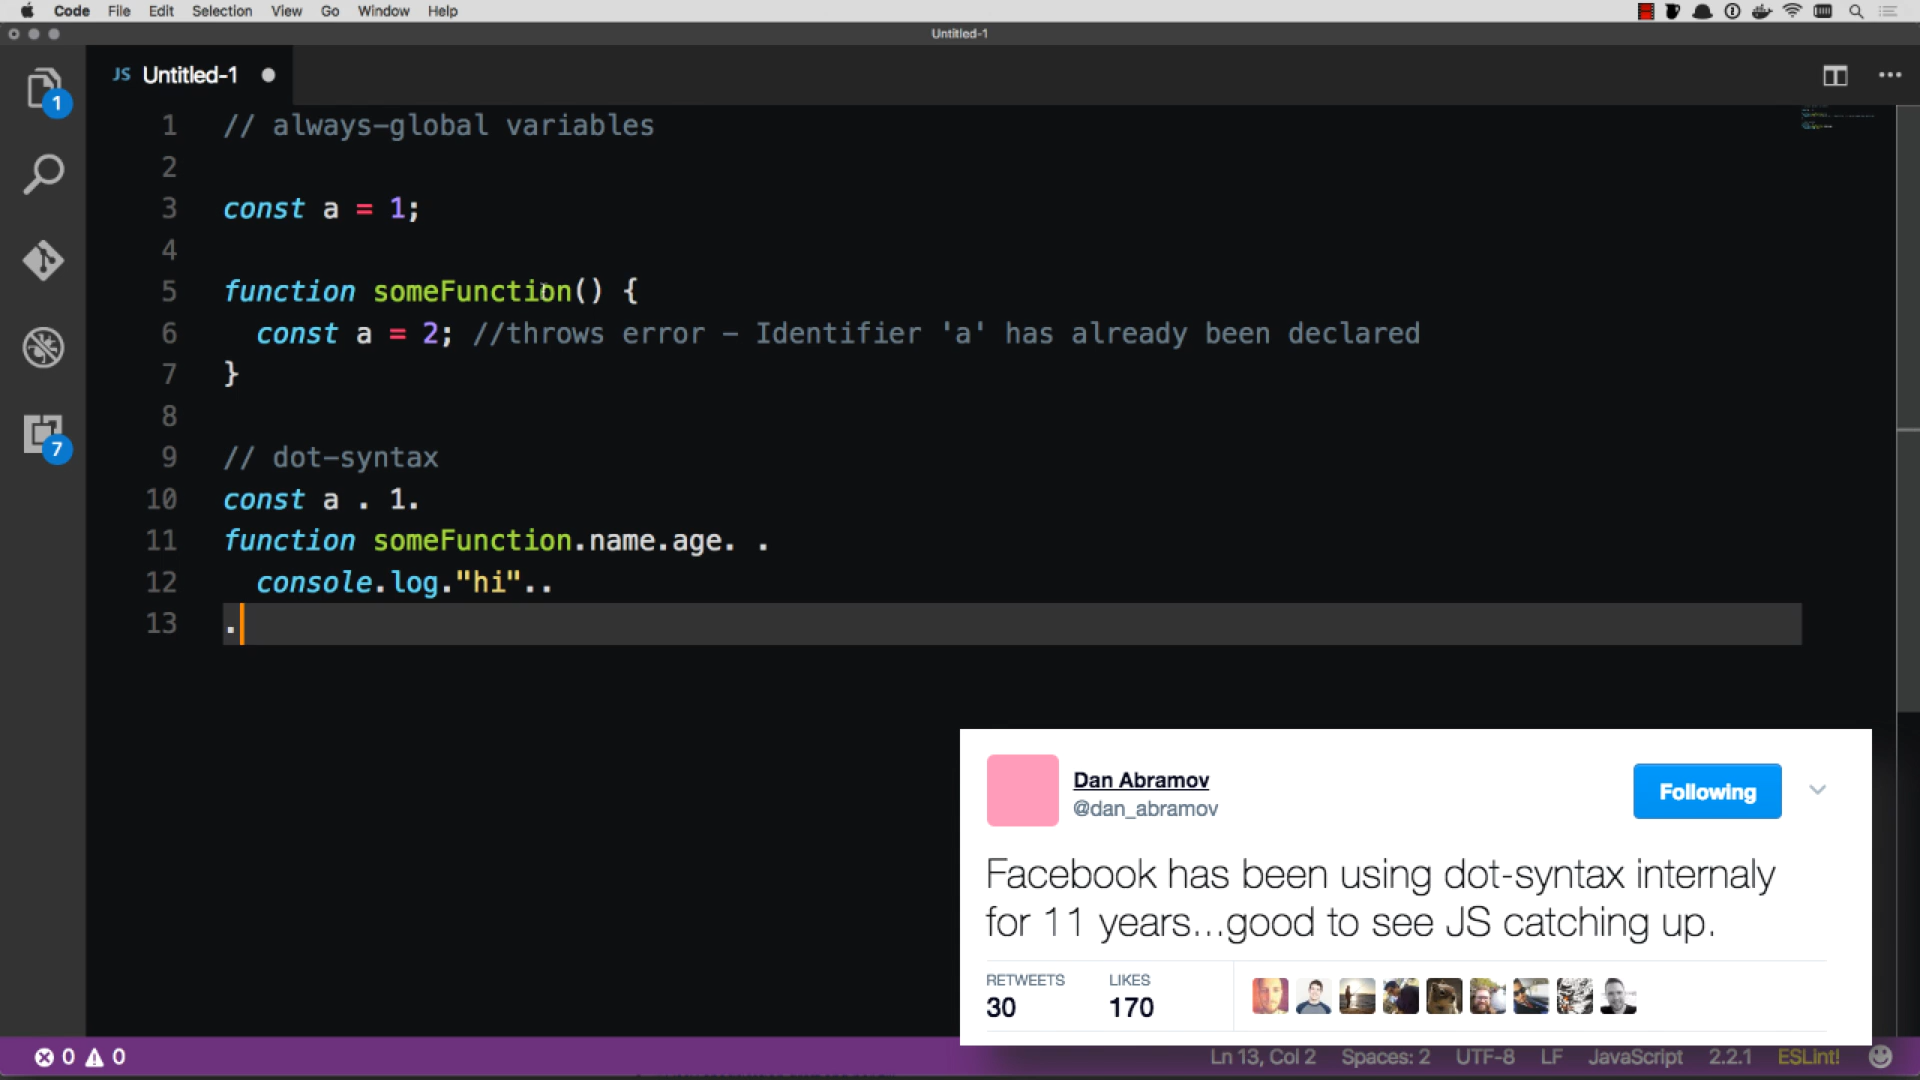 Code File Edit Selection View Go Window Help
Untitled-1
JS Untitled-1
1
1 // always-global variables
2
3 const a = 1;
4
5 function someFunction() {
6 const a = 2; //throws error – Identifier 'a' has already been declared
7 }
8
7
9 // dot-syntax
10 const a . 1.
11 function someFunction.name.age. .
12 console.log."hi"..
13 .
Dan Abramov
@dan_abramov
Following
Facebook has been using dot-syntax internaly
for 11 years...good to see JS catching up.
RETWEETS LIKES
30 170
0 0 Ln 13, Col 2 Spaces: 2 UTF-8 LF JavaScript 2.2.1 ESLint!